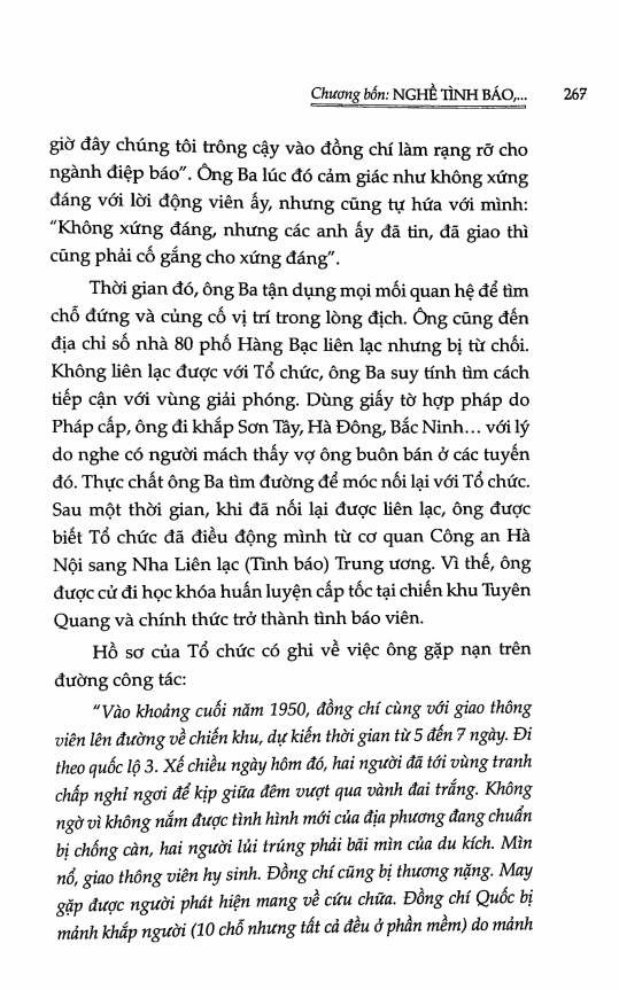 Chương bốn: NGHỀ TÌNH BÁO,... 267
giờ đây chúng tôi trông cậy vào đồng chí làm rạng rỡ cho
ngành điệp báo". Ông Ba lúc đó cảm giác như không xứng
đáng với lời động viên ấy, nhưng cũng tự hứa với mình:
"Không xứng đáng, nhưng các anh ấy đã tin, đã giao thì
cũng phải cố gắng cho xứng đáng".
Thời gian đó, ông Ba tận dụng mọi mối quan hệ để tìm
chỗ đứng và củng cố vị trí trong lòng địch. Ông cũng đến
địa chỉ số nhà 80 phố Hàng Bạc liên lạc nhưng bị từ chối.
Không liên lạc được với Tổ chức, ông Ba suy tính tìm cách
tiếp cận với vùng giải phóng. Dùng giấy tờ hợp pháp do
Pháp cấp, ông đi khắp Sơn Tây, Hà Đông, Bắc Ninh... với lý
do nghe có người mách thấy vợ ông buôn bán ở các tuyến
đó. Thực chất ông Ba tìm đường để móc nối lại với Tổ chức.
Sau một thời gian, khi đã nối lại được liên lạc, ông được
biết Tổ chức đã điều động mình từ cơ quan Công an Hà
Nội sang Nha Liên lạc (Tình báo) Trung ương. Vì thế, ông
được cử đi học khóa huấn luyện cấp tốc tại chiến khu Tuyên
Quang và chính thức trở thành tình báo viên.
Hồ sơ của Tổ chức có ghi về việc ông gặp nạn trên
đường công tác:
"Vào khoảng cuối năm 1950, đồng chí cùng với giao thông
viên lên đường về chiến khu, dự kiến thời gian từ 5 đến 7 ngày. Đi
theo quốc lộ 3. Xế chiều ngày hôm đó, hai người đã tới vùng tranh
chấp nghỉ ngơi để kịp giữa đêm vượt qua vành đai trắng. Không
ngờ vì không nắm được tình hình mới của địa phương đang chuẩn
bị chống càn, hai người lủi trúng phải bãi mìn của du kích. Mìn
nổ, giao thông viên hy sinh. Đồng chí cũng bị thương nặng. May
gặp được người phát hiện mang về cứu chữa. Đồng chí Quốc bị
mảnh khắp người (10 chỗ nhưng tất cả đều ở phần mềm) do mảnh